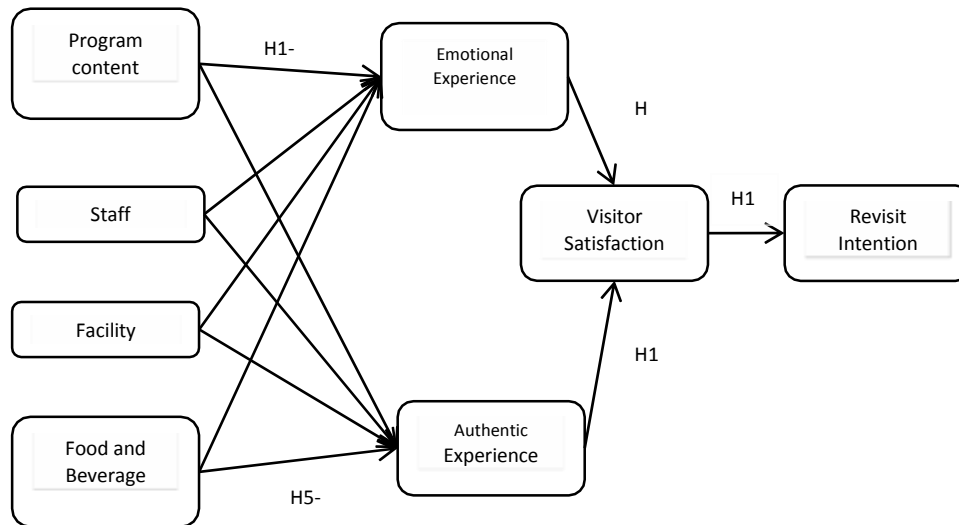 Program
content
H1-
Emotional
Experience
H
Staff
Visitor
Satisfaction
H1
Revisit
Intention
Facility
H1
Food and
Beverage
H5-
Authentic
Experience